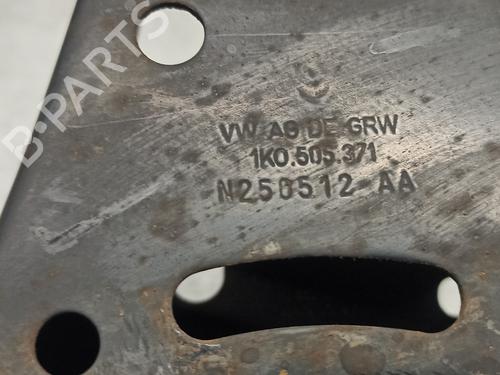 B-PARTS
VW AG DE GRW
1K0.505.371
N250512 AA